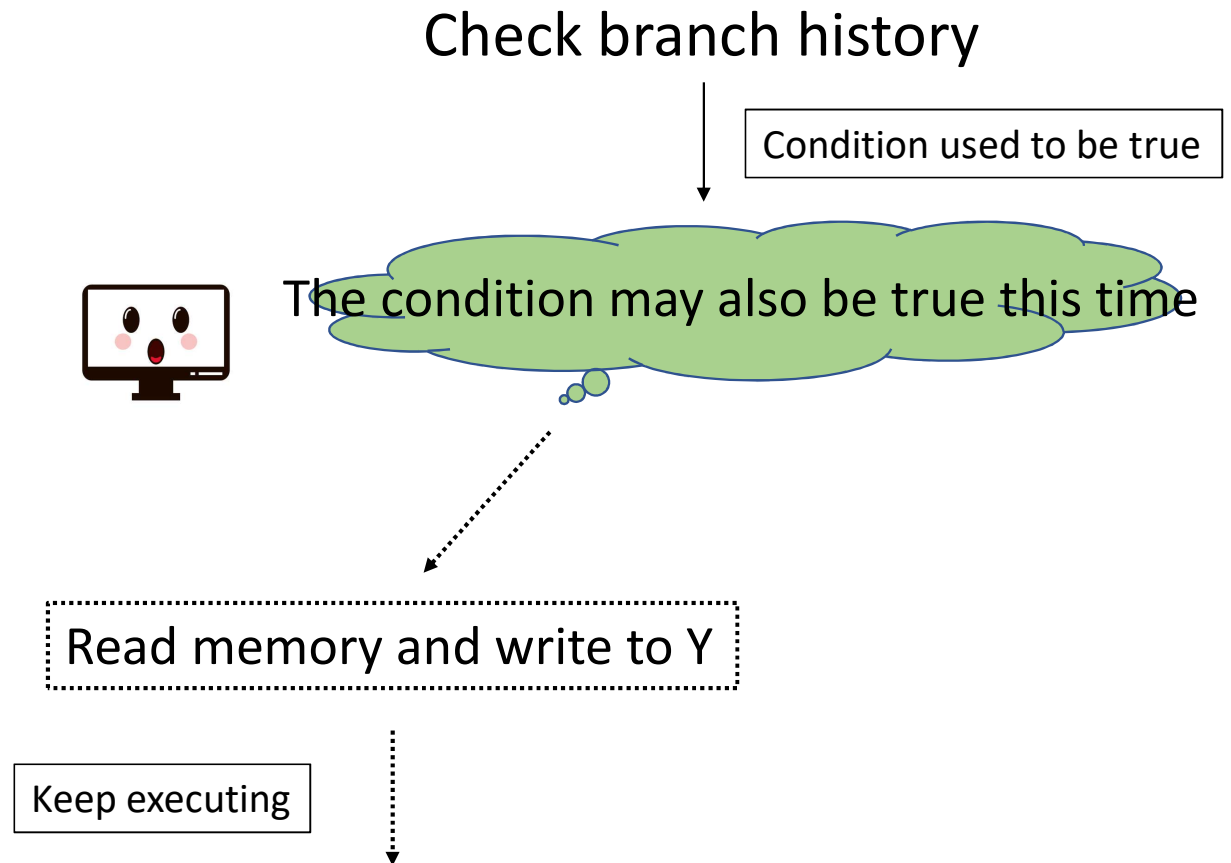 Check branch history
Condition used to be true
The condition may also be true this time
Read memory and write to Y
Keep executing